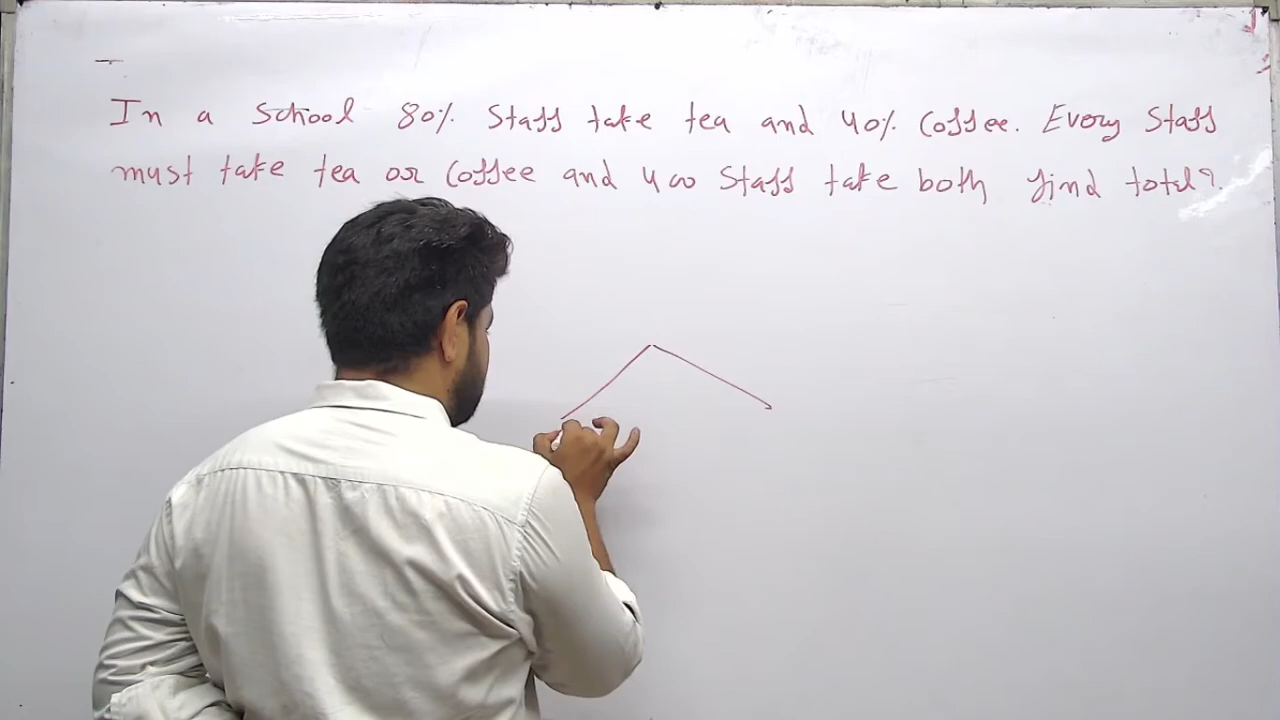 In a School 80% Staff take tea and 40% Coffee. Every Staff
must take tea or Coffee and 400 Staff take both find total?